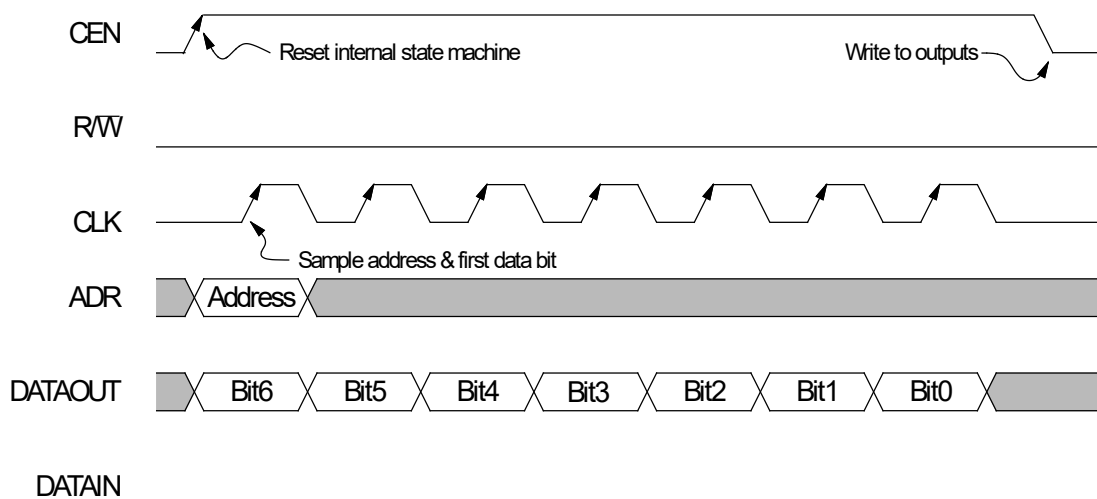 CEN
Reset internal state machine Write to outputs
R/W̅
CLK
Sample address & first data bit
ADR Address
DATAOUT Bit6 Bit5 Bit4 Bit3 Bit2 Bit1 Bit0
DATAIN